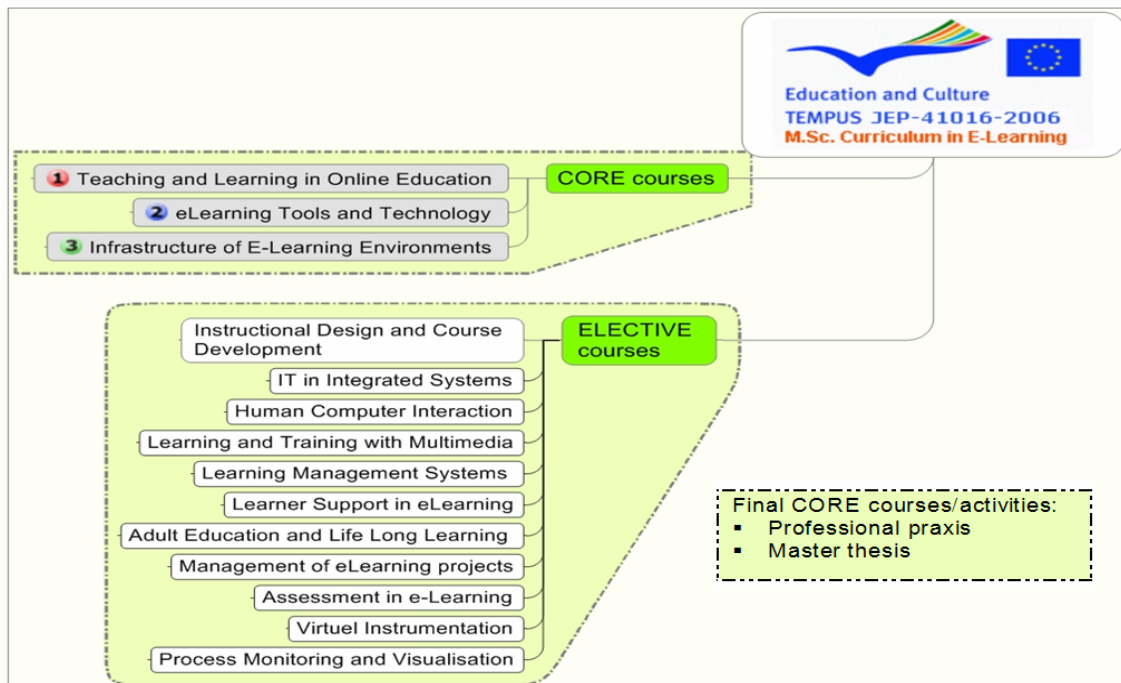 Education and Culture
TEMPUS JEP-41016-2006
M.Sc. Curriculum in E-Learning
CORE courses
1 Teaching and Learning in Online Education
2 eLearning Tools and Technology
3 Infrastructure of E-Learning Environments
ELECTIVE
courses
Instructional Design and Course
Development
IT in Integrated Systems
Human Computer Interaction
Learning and Training with Multimedia
Learning Management Systems
Learner Support in eLearning
Adult Education and Life Long Learning
Management of eLearning projects
Assessment in e-Learning
Virtuel Instrumentation
Process Monitoring and Visualisation
Final CORE courses/activities:
▪ Professional praxis
▪ Master thesis